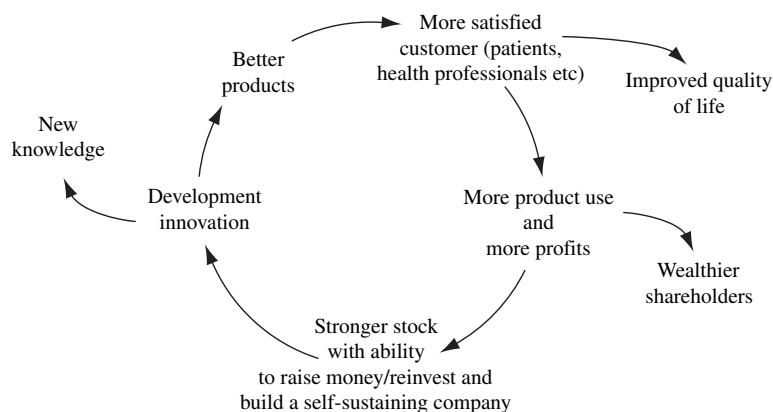 More satisfied
customer (patients,
health professionals etc)
Better
products
Improved quality
of life
New
knowledge
Development
innovation
More product use
and
more profits
Wealthier
shareholders
Stronger stock
with ability
to raise money/reinvest and
build a self-sustaining company